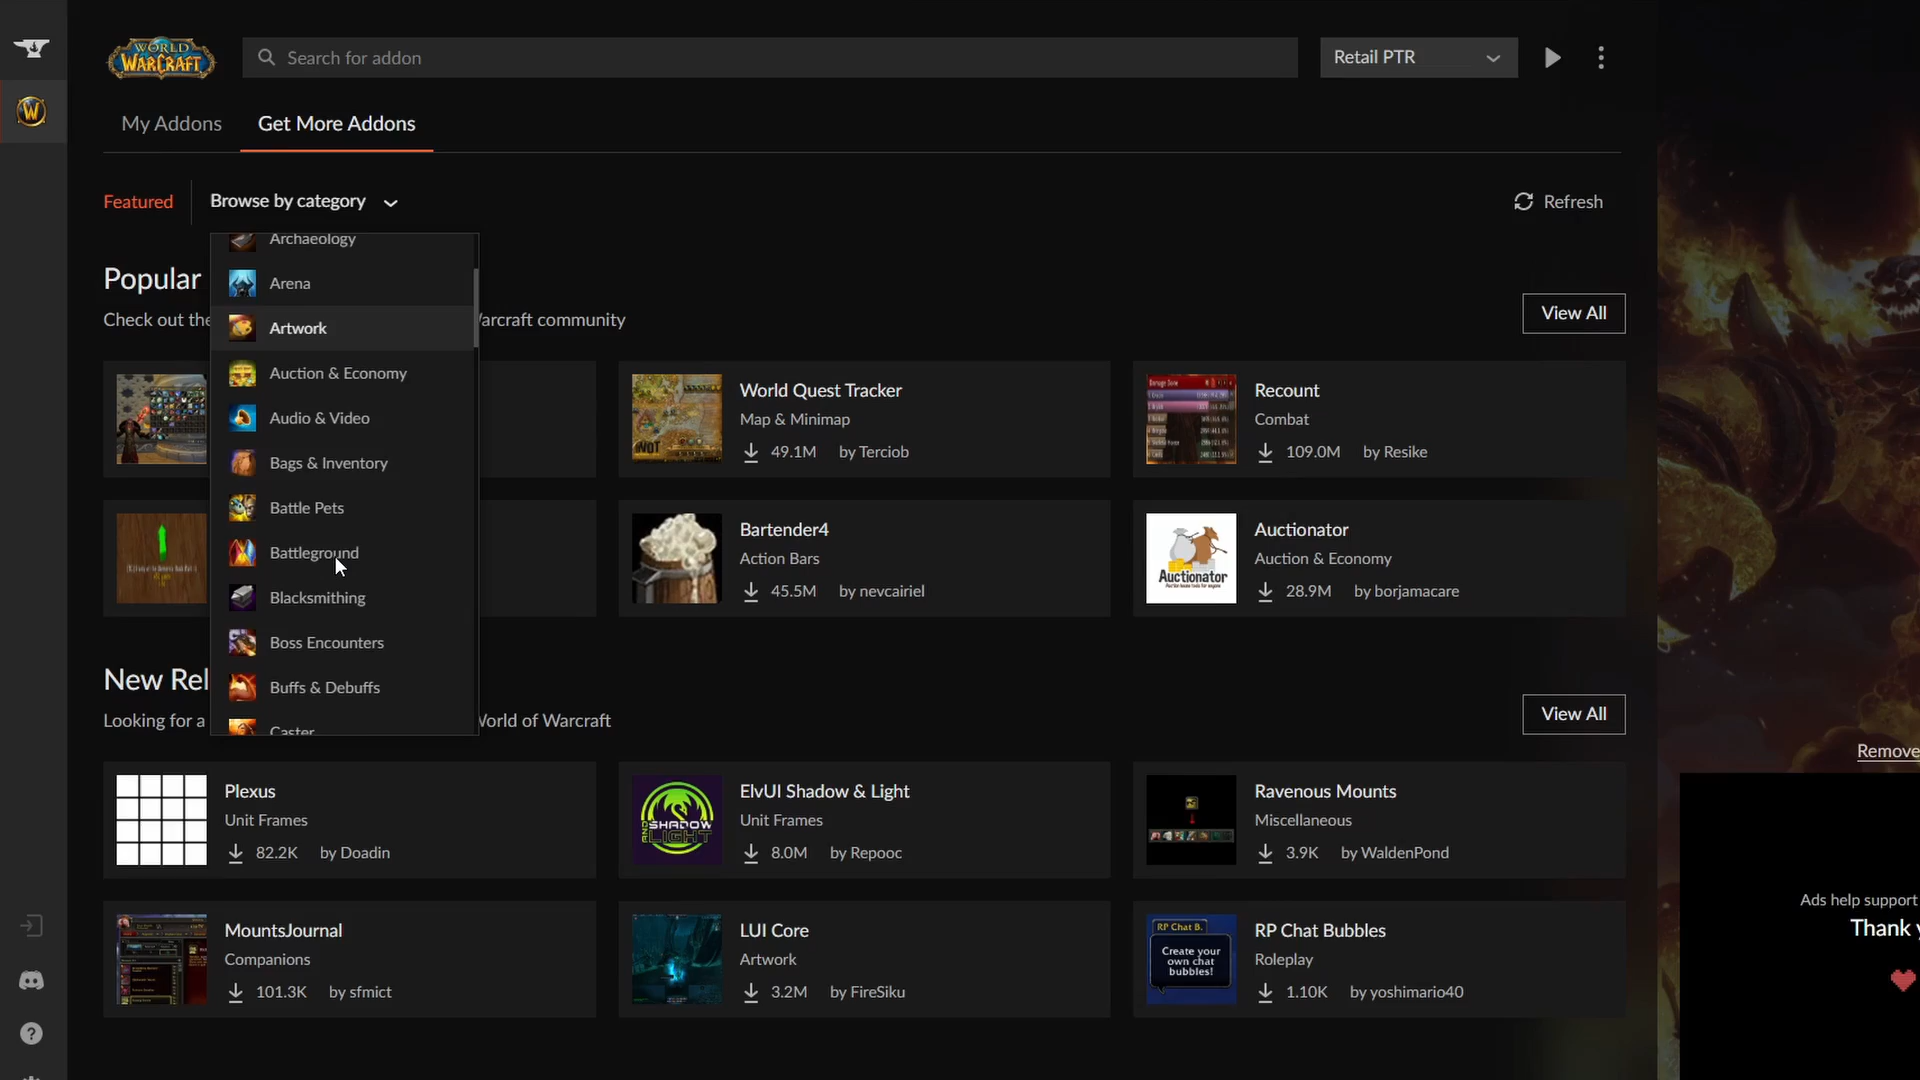 WORLD
WARCRAFT
Search for addon
Retail PTR
W
My Addons
Get More Addons
Featured
Browse by category
Refresh
Archaeology
Arena
Artwork
Auction & Economy
Audio & Video
Bags & Inventory
Battle Pets
Battleground
Blacksmithing
Boss Encounters
Buffs & Debuffs
Caster
Popular
Check out the
Warcraft community
View All
World Quest Tracker
Map & Minimap
49.1M by Terciob
Recount
Combat
109.0M by Resike
Bartender4
Action Bars
45.5M by nevcairiel
Auctionator
Auctionator
Auction & Economy
28.9M by borjamacare
New Rel
Looking for a
World of Warcraft
View All
Plexus
Unit Frames
82.2K by Doadin
AND SHADOW LIGHT
ElvUI Shadow & Light
Unit Frames
8.0M by Repooc
Ravenous Mounts
Miscellaneous
3.9K by WaldenPond
MountsJournal
Companions
101.3K by sfmict
LUI Core
Artwork
3.2M by FireSiku
RP Chat B.
Create your
own chat
bubbles!
RP Chat Bubbles
Roleplay
1.10K by yoshimario40
Remove
Ads help support
Thank y
?